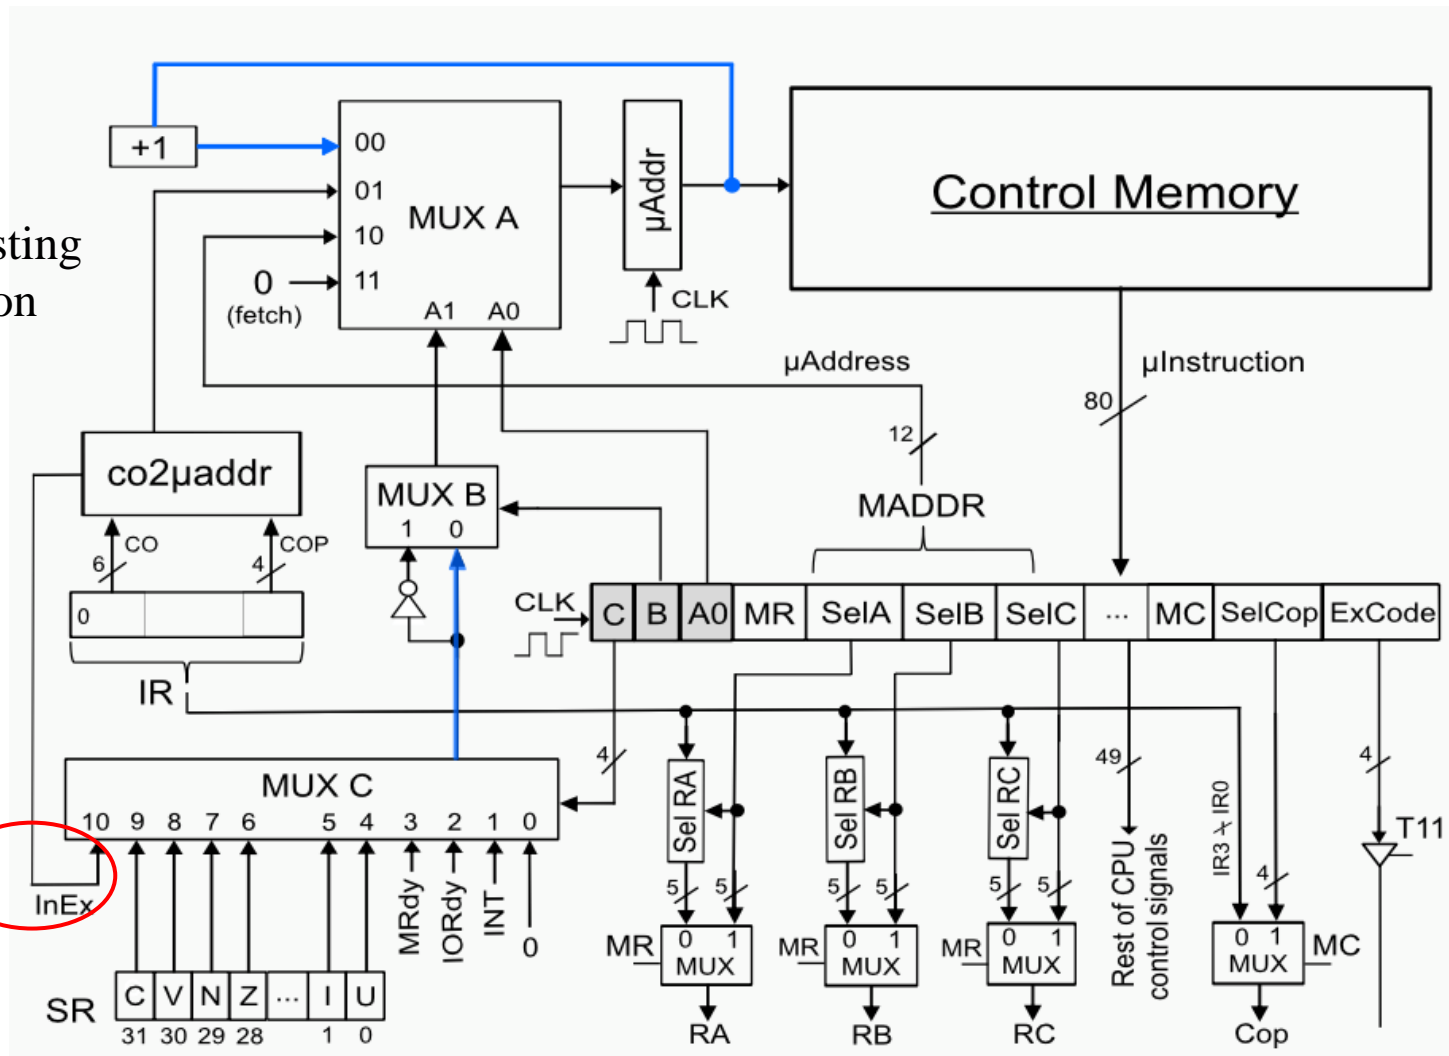 +1
00
01
10
11
MUX A
A1 A0
0
(fetch)
µAddr
CLK
Control Memory
sting
on
µAddress
12
µInstruction
80
co2µaddr
CO
6
COP
4
0
IR
MUX B
1 0
MADDR
CLK
C B A0 MR SelA SelB SelC ... MC SelCop ExCode
MUX C
10 9 8 7 6 5 4 3 2 1 0
4
InEx
MRdy
IORdy
INT
0
SR
C V N Z ... I U
31 30 29 28 1 0
Sel RA
5 5
MR
0 1
MUX
RA
Sel RB
5 5
MR
0 1
MUX
RB
Sel RC
5 5
MR
0 1
MUX
RC
49
Rest of CPU
control signals
IR3 IR0
4
0 1
MUX
MC
Cop
4
T11